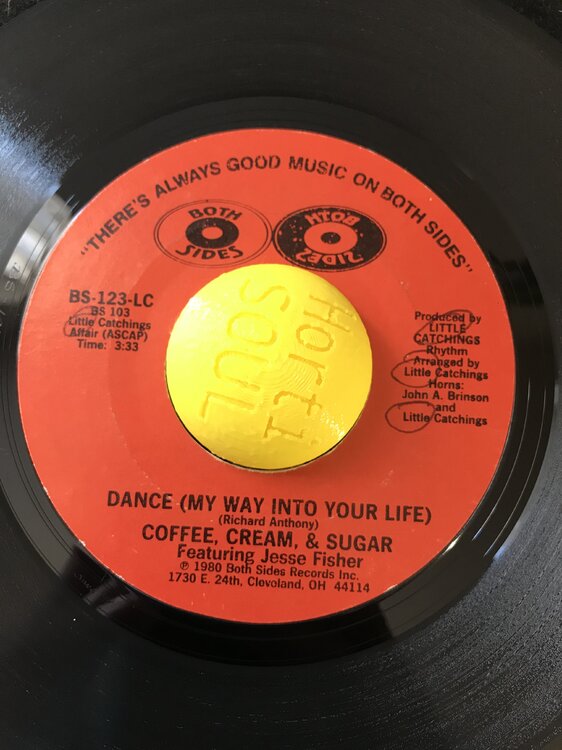 "THERE'S ALWAYS GOOD MUSIC ON BOTH SIDES"
BOTH
SIDES
BOTH
SIDES
BS-123-LC
BS 103
Little Catchings
Affair (ASCAP)
Time: 3:33
Produced by
LITTLE
CATCHINGS
Rhythm
Arranged by
Little Catchings
Horns:
John A. Brinson
and
Little Catchings
Horti
SOUL
DANCE (MY WAY INTO YOUR LIFE)
(Richard Anthony)
COFFEE, CREAM, & SUGAR
Featuring Jesse Fisher
℗ 1980 Both Sides Records Inc.
1730 E. 24th, Clevoland, OH 44114